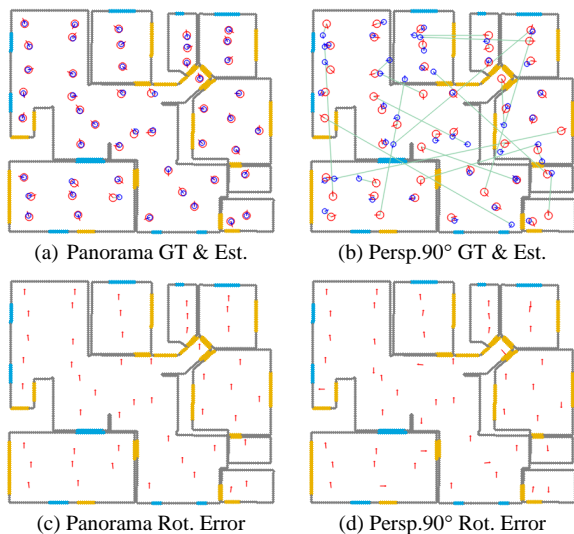 (a) Panorama GT & Est.
(b) Persp.90° GT & Est.
(c) Panorama Rot. Error
(d) Persp.90° Rot. Error